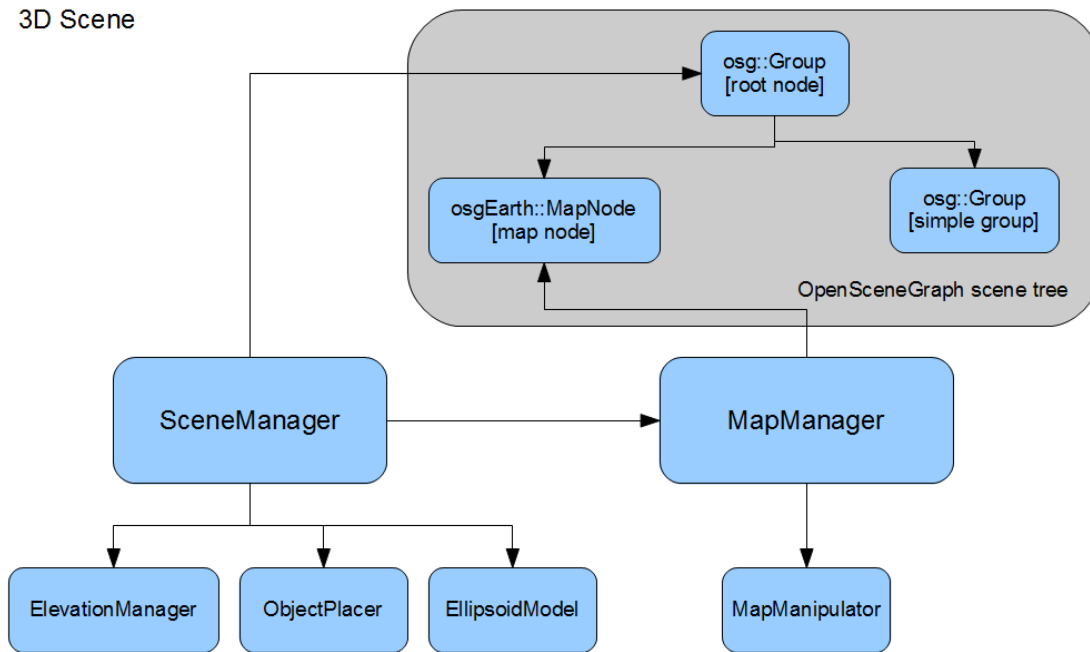 3D Scene
osg::Group
[root node]
osgEarth::MapNode
[map node]
osg::Group
[simple group]
OpenSceneGraph scene tree
SceneManager
MapManager
ElevationManager
ObjectPlacer
EllipsoidModel
MapManipulator